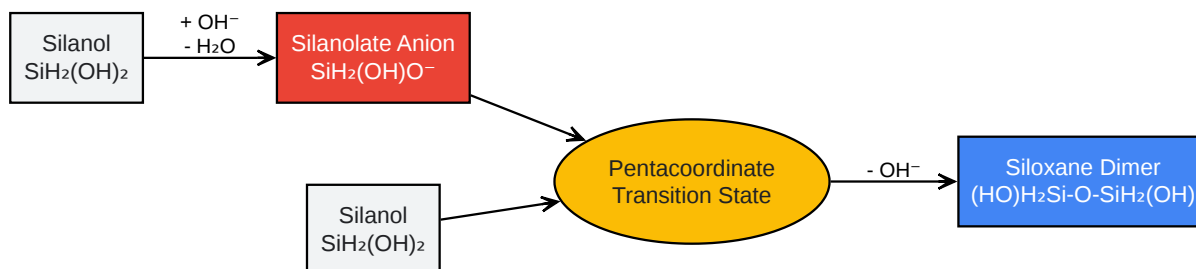 Silanol
SiH₂(OH)₂
+ OH⁻
- H₂O
Silanolate Anion
SiH₂(OH)O⁻
Silanol
SiH₂(OH)₂
Pentacoordinate
Transition State
- OH⁻
Siloxane Dimer
(HO)H₂Si-O-SiH₂(OH)